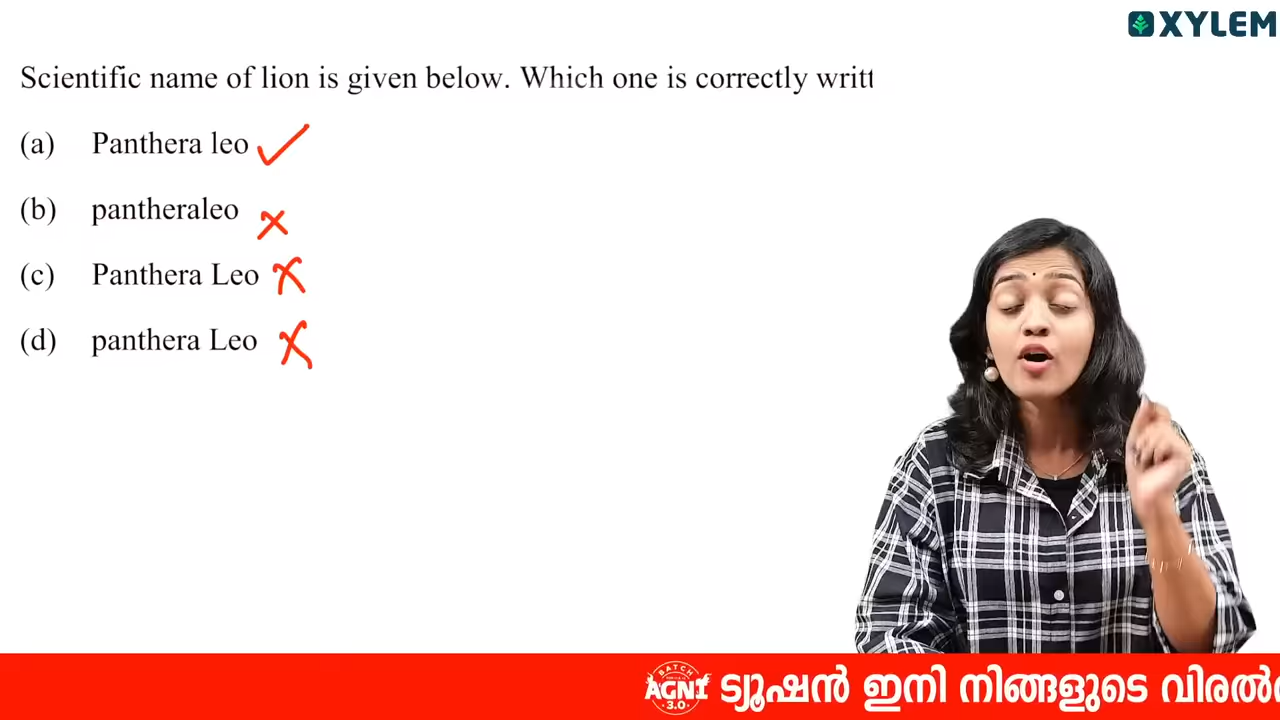 XYLEM
Scientific name of lion is given below. Which one is correctly writt
(a) Panthera leo
(b) pantheraleo
(c) Panthera Leo
(d) panthera Leo
BATCH
AGNI
3.0
ട്യൂഷൻ ഇനി നിങ്ങളുടെ വിരൽ